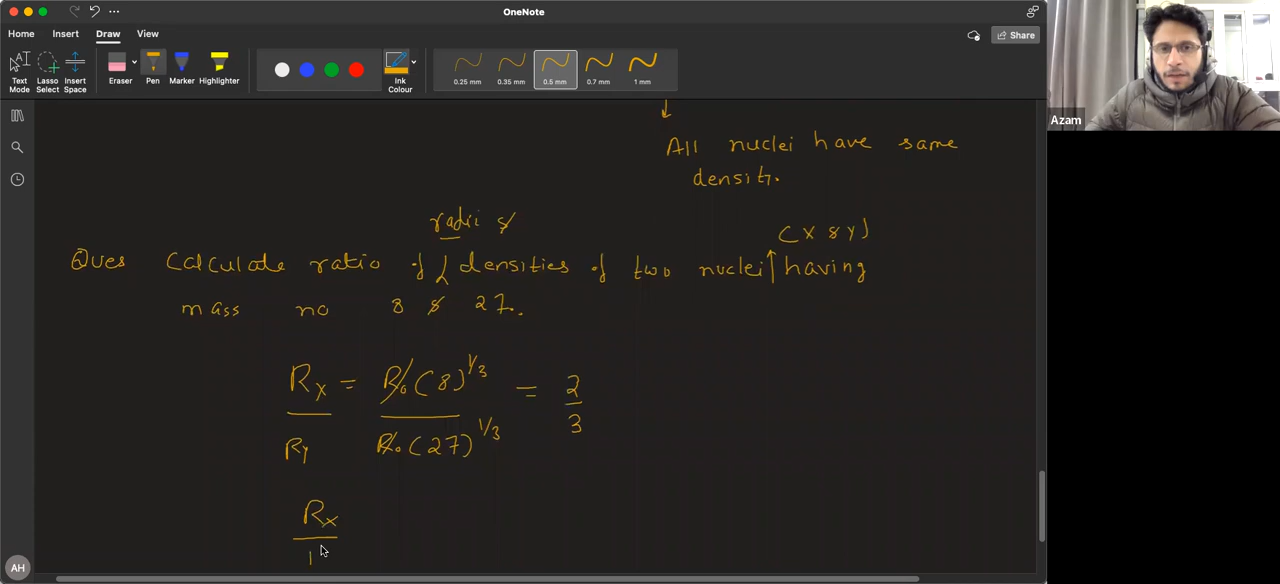 OneNote
Home Insert Draw View
Share
Text Mode Lasso Select Insert Space Eraser Pen Marker Highlighter Ink Colour 0.25 mm 0.35 mm 0.5 mm 0.7 mm 1 mm
Azam
All nuclei have same
density.
radii &
(X & Y)
Ques Calculate ratio of densities of two nuclei having
mass no 8 & 27.
Rx = R₀(8)^1/3 = 2
Ry R₀(27)^1/3 3
Rx
AH